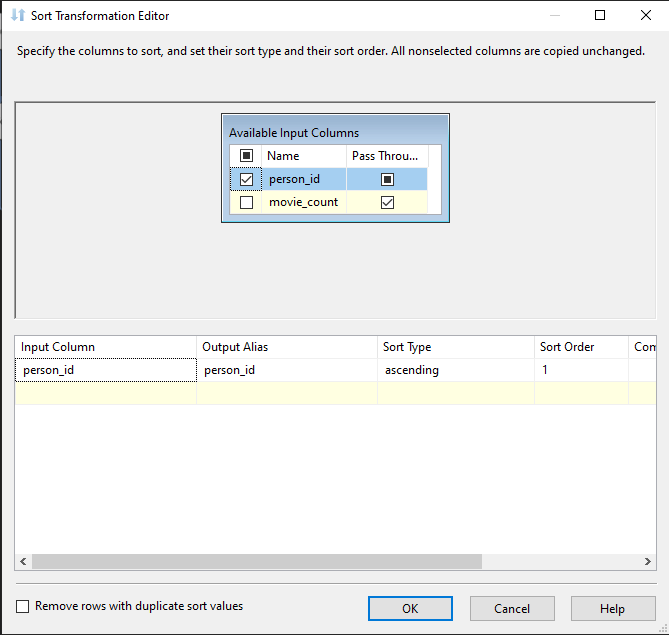 Sort Transformation Editor
Specify the columns to sort, and set their sort type and their sort order. All nonselected columns are copied unchanged.
Available Input Columns
Name Pass Throu...
person_id
movie_count
Input Column Output Alias Sort Type Sort Order Com
person_id person_id ascending 1
Remove rows with duplicate sort values
OK Cancel Help